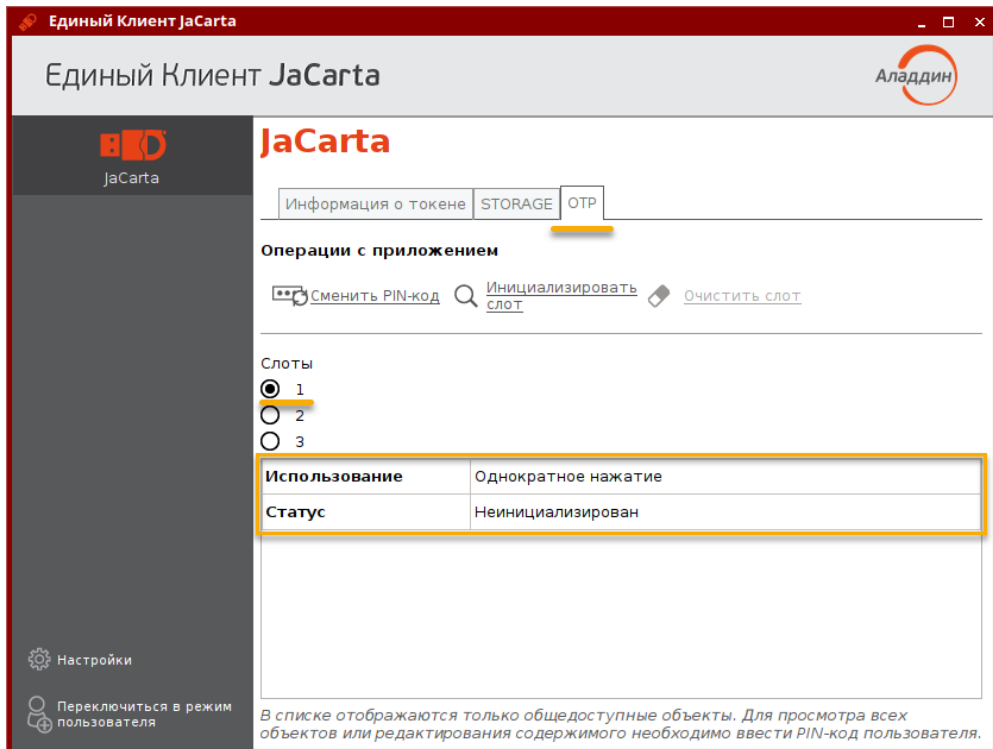 Единый Клиент JaCarta
Единый Клиент JaCarta
Аладдин
JaCarta
JaCarta
Информация о токене STORAGE OTP
Операции с приложением
Сменить PIN-код
Инициализировать
слот
Очистить слот
Слоты
1
2
3
Использование Однократное нажатие
Статус Неинициализирован
Настройки
Переключиться в режим
пользователя
В списке отображаются только общедоступные объекты. Для просмотра всех
объектов или редактирования содержимого необходимо ввести PIN-код пользователя.